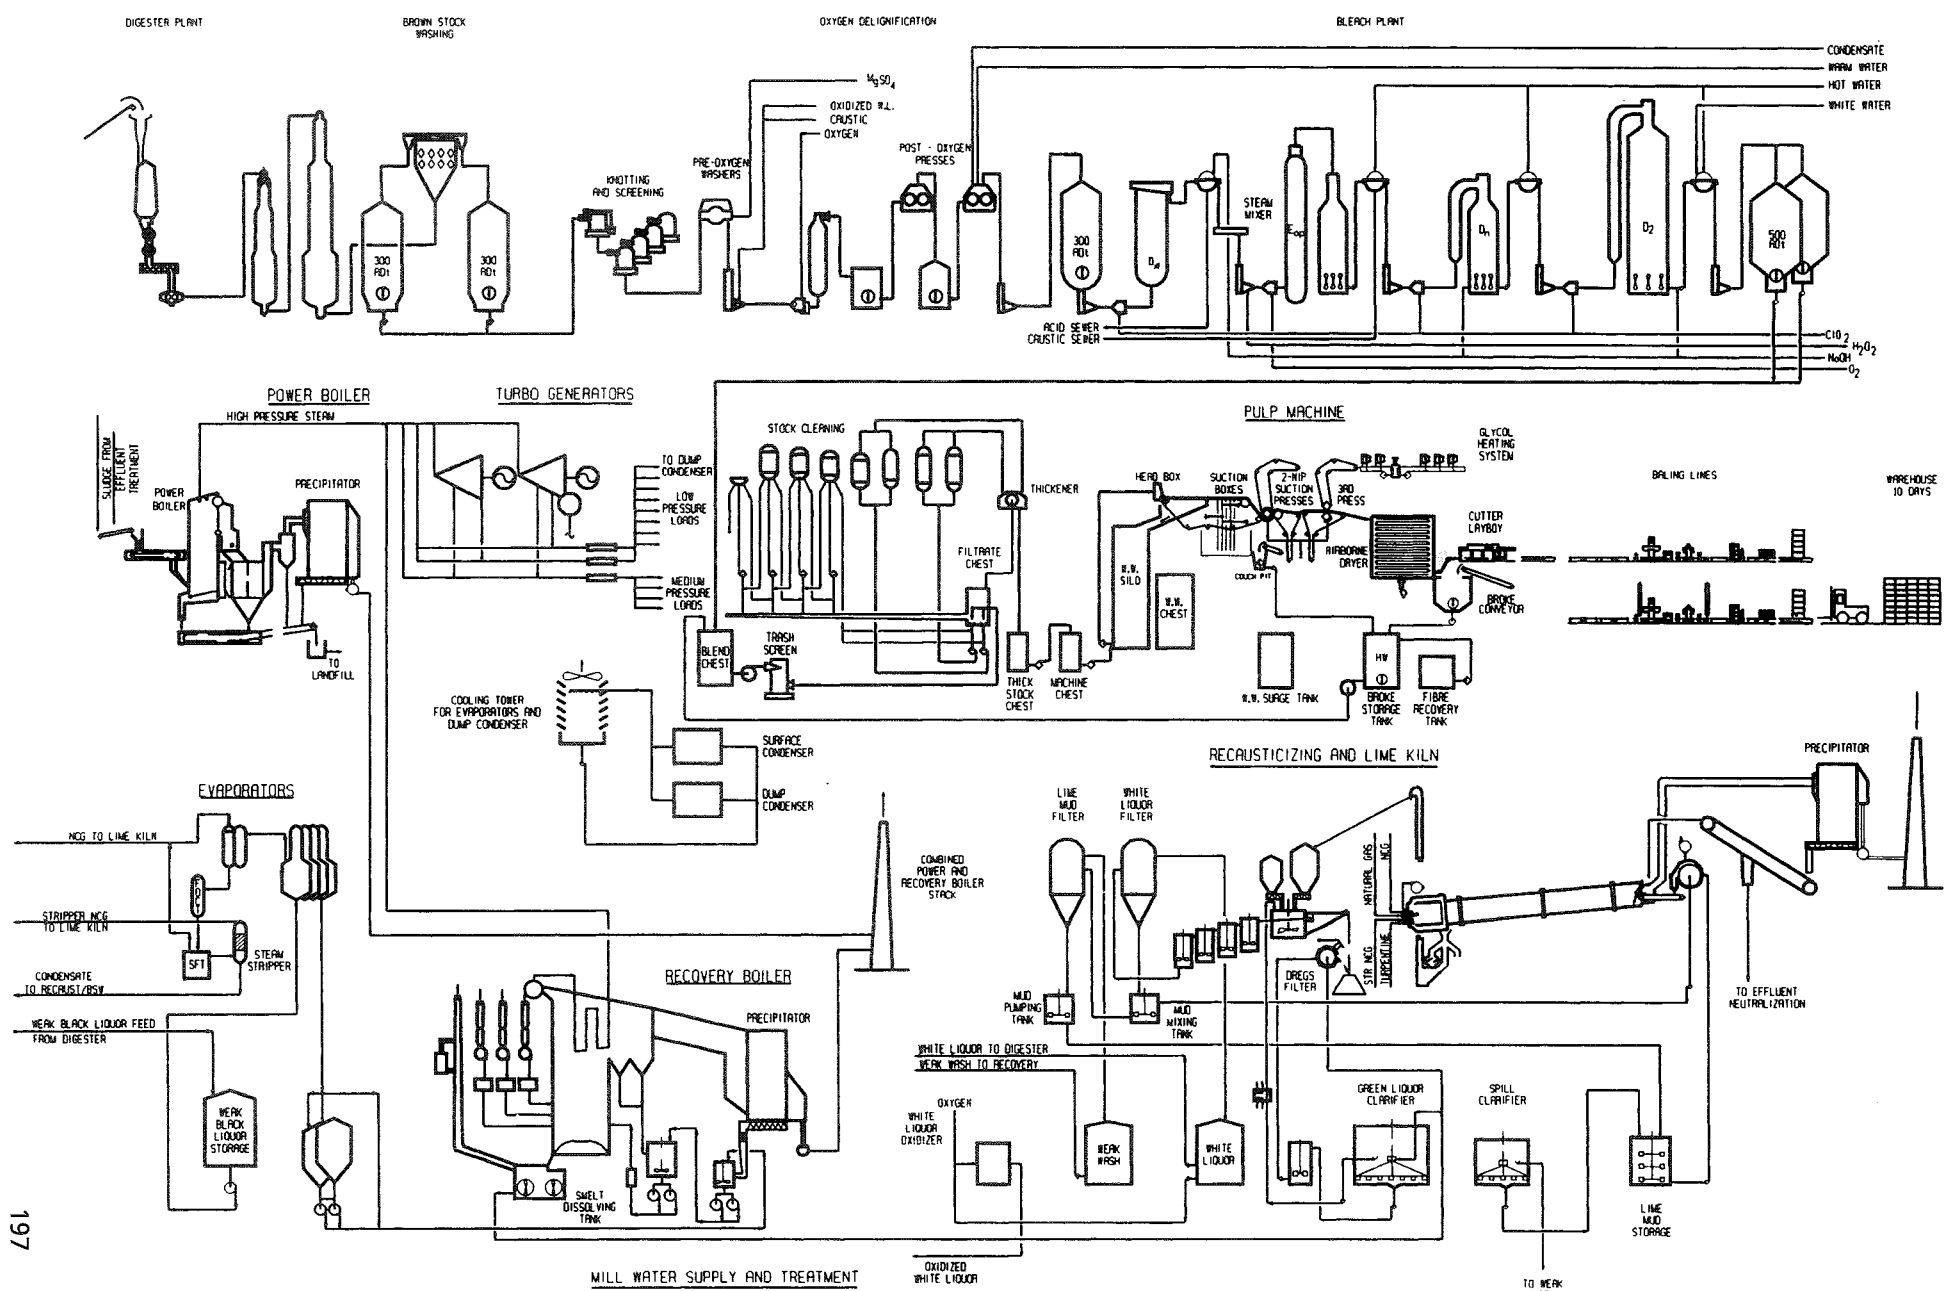 DIGESTER PLANT
BROWN STOCK
WASHING
OXYGEN DELIGNIFICATION
BLEACH PLANT
CONDENSATE
WARM WATER
HOT WATER
WHITE WATER
MgSO4
OXIDIZED W.L.
CAUSTIC
OXYGEN
PRE-OXYGEN
WASHERS
POST - OXYGEN
PRESSES
KNOTTING
AND SCREENING
STEAM
MIXER
300
ADt
300
ADt
300
ADt
Eop
Dn
D2
500
ADt
ACID SEWER
CAUSTIC SEWER
ClO2
H2O2
NaOH
O2
POWER BOILER
HIGH PRESSURE STEAM
TURBO GENERATORS
PULP MACHINE
SLUDGE FROM
EFFLUENT
TREATMENT
POWER
BOILER
PRECIPITATOR
TO
LANDFILL
TO DUMP
CONDENSER
LOW
PRESSURE
LOADS
MEDIUM
PRESSURE
LOADS
STOCK CLEANING
THICKENER
FILTRATE
CHEST
BLEND
CHEST
TRASH
SCREEN
THICK
STOCK
CHEST
MACHINE
CHEST
HEAD BOX
SUCTION
BOXES
2-NIP
SUCTION
PRESSES
3RD
PRESS
GLYCOL
HEATING
SYSTEM
W.W.
SILO
W.W.
CHEST
COUCH PIT
AIRBORNE
DRYER
CUTTER
LAYBOY
BROKE
CONVEYOR
W.W. SURGE TANK
HW
BROKE
STORAGE
TANK
FIBRE
RECOVERY
TANK
BALING LINES
WAREHOUSE
10 DAYS
COOLING TOWER
FOR EVAPORATORS AND
DUMP CONDENSER
SURFACE
CONDENSER
DUMP
CONDENSER
EVAPORATORS
NCG TO LIME KILN
STRIPPER NCG
TO LIME KILN
SFT
STEAM
STRIPPER
CONDENSATE
TO RECAUST/BSW
WEAK BLACK LIQUOR FEED
FROM DIGESTER
WEAK
BLACK
LIQUOR
STORAGE
COMBINED
POWER AND
RECOVERY BOILER
STACK
RECOVERY BOILER
PRECIPITATOR
SMELT
DISSOLVING
TANK
RECAUSTICIZING AND LIME KILN
LIME
MUD
FILTER
WHITE
LIQUOR
FILTER
NATURAL GAS
NCG
STR NCG
TURPENTINE
PRECIPITATOR
DREGS
FILTER
MUD
PUMPING
TANK
MUD
MIXING
TANK
TO EFFLUENT
NEUTRALIZATION
WHITE LIQUOR TO DIGESTER
WEAK WASH TO RECOVERY
OXYGEN
WHITE
LIQUOR
OXIDIZER
WEAK
WASH
WHITE
LIQUOR
GREEN LIQUOR
CLARIFIER
SPILL
CLARIFIER
LIME
MUD
STORAGE
OXIDIZED
WHITE LIQUOR
TO WEAK
MILL WATER SUPPLY AND TREATMENT
197